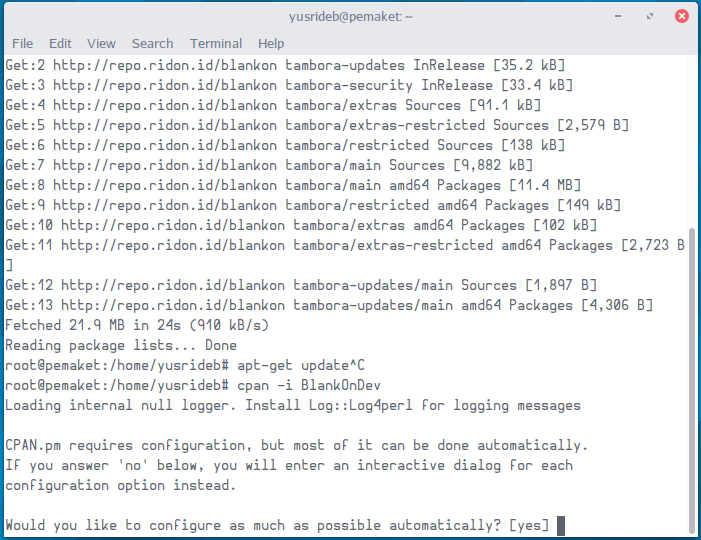 yusrideb@pemaket: ~
File Edit View Search Terminal Help
Get:2 http://repo.ridon.id/blankon tambora-updates InRelease [35.2 kB]
Get:3 http://repo.ridon.id/blankon tambora-security InRelease [33.4 kB]
Get:4 http://repo.ridon.id/blankon tambora/extras Sources [91.1 kB]
Get:5 http://repo.ridon.id/blankon tambora/extras-restricted Sources [2,579 B]
Get:6 http://repo.ridon.id/blankon tambora/restricted Sources [138 kB]
Get:7 http://repo.ridon.id/blankon tambora/main Sources [9,882 kB]
Get:8 http://repo.ridon.id/blankon tambora/main amd64 Packages [11.4 MB]
Get:9 http://repo.ridon.id/blankon tambora/restricted amd64 Packages [149 kB]
Get:10 http://repo.ridon.id/blankon tambora/extras amd64 Packages [102 kB]
Get:11 http://repo.ridon.id/blankon tambora/extras-restricted amd64 Packages [2,723 B
]
Get:12 http://repo.ridon.id/blankon tambora-updates/main Sources [1,897 B]
Get:13 http://repo.ridon.id/blankon tambora-updates/main amd64 Packages [4,306 B]
Fetched 21.9 MB in 24s (910 kB/s)
Reading package lists... Done
root@pemaket:/home/yusrideb# apt-get update^C
root@pemaket:/home/yusrideb# cpan -i BlankOnDev
Loading internal null logger. Install Log::Log4perl for logging messages
CPAN.pm requires configuration, but most of it can be done automatically.
If you answer 'no' below, you will enter an interactive dialog for each
configuration option instead.
Would you like to configure as much as possible automatically? [yes]